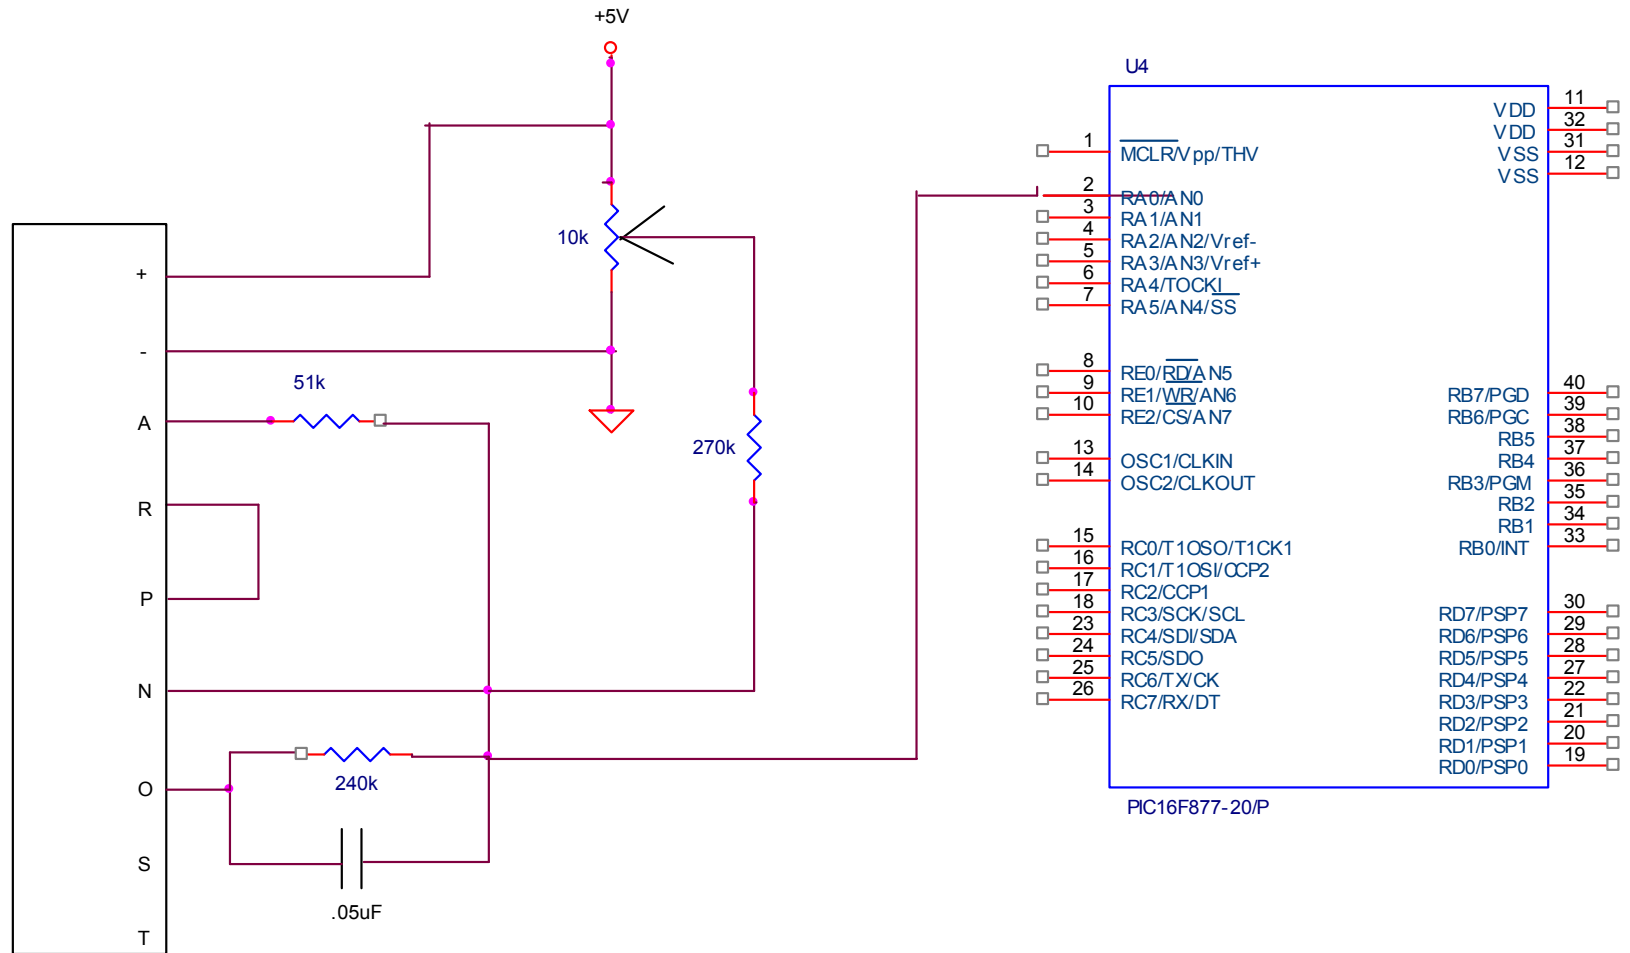 +5V
U4
10k
+
-
51k
A
R
P
N
240k
O
S
.05uF
T
270k
1 MCLR/Vpp/THV
2 RA0/AN0
3 RA1/AN1
4 RA2/AN2/Vref-
5 RA3/AN3/Vref+
6 RA4/TOCKI
7 RA5/AN4/SS
8 RE0/RD/AN5
9 RE1/WR/AN6
10 RE2/CS/AN7
13 OSC1/CLKIN
14 OSC2/CLKOUT
15 RC0/T1OSO/T1CK1
16 RC1/T1OSI/CCP2
17 RC2/CCP1
18 RC3/SCK/SCL
23 RC4/SDI/SDA
24 RC5/SDO
25 RC6/TX/CK
26 RC7/RX/DT
VDD 11
VDD 32
VSS 31
VSS 12
RB7/PGD 40
RB6/PGC 39
RB5 38
RB4 37
RB3/PGM 36
RB2 35
RB1 34
RB0/INT 33
RD7/PSP7 30
RD6/PSP6 29
RD5/PSP5 28
RD4/PSP4 27
RD3/PSP3 22
RD2/PSP2 21
RD1/PSP1 20
RD0/PSP0 19
PIC16F877-20/P